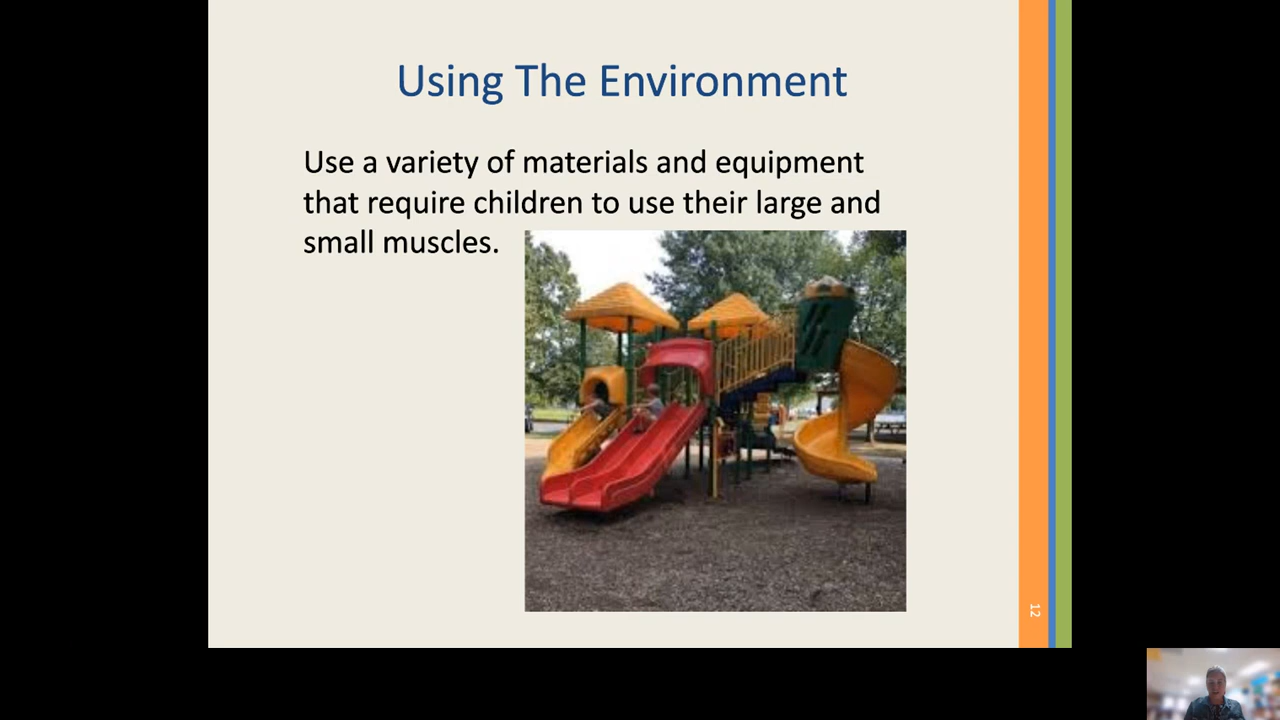 Using The Environment
Use a variety of materials and equipment
that require children to use their large and
small muscles.
12